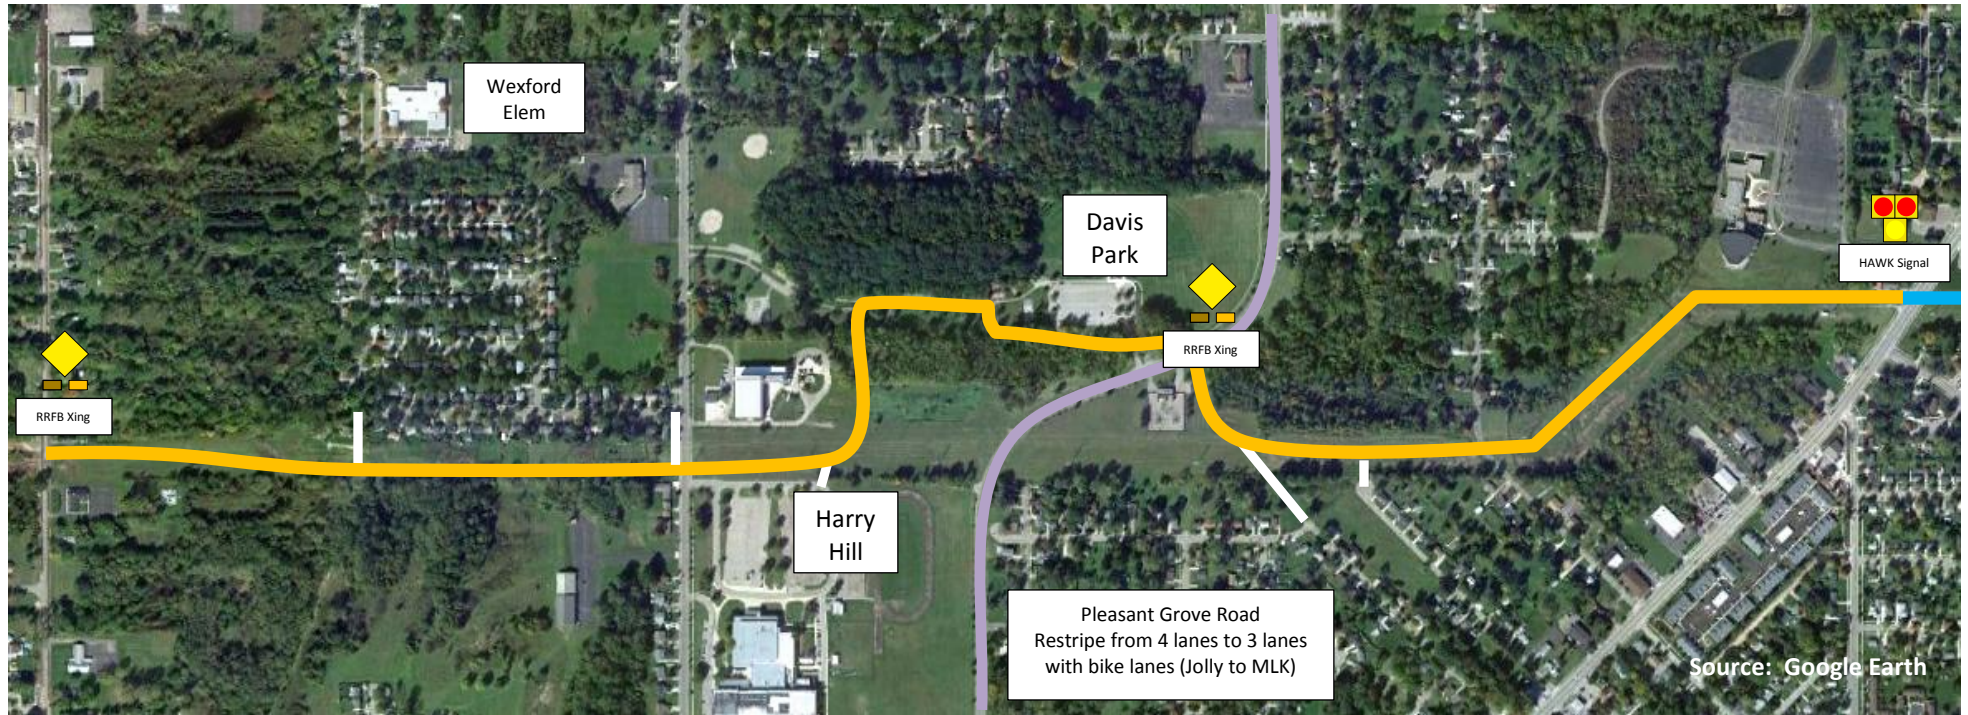 Wexford
Elem
Davis
Park
HAWK Signal
RRFB Xing
RRFB Xing
Harry
Hill
Pleasant Grove Road
Restripe from 4 lanes to 3 lanes
with bike lanes (Jolly to MLK)
Source:  Google Earth